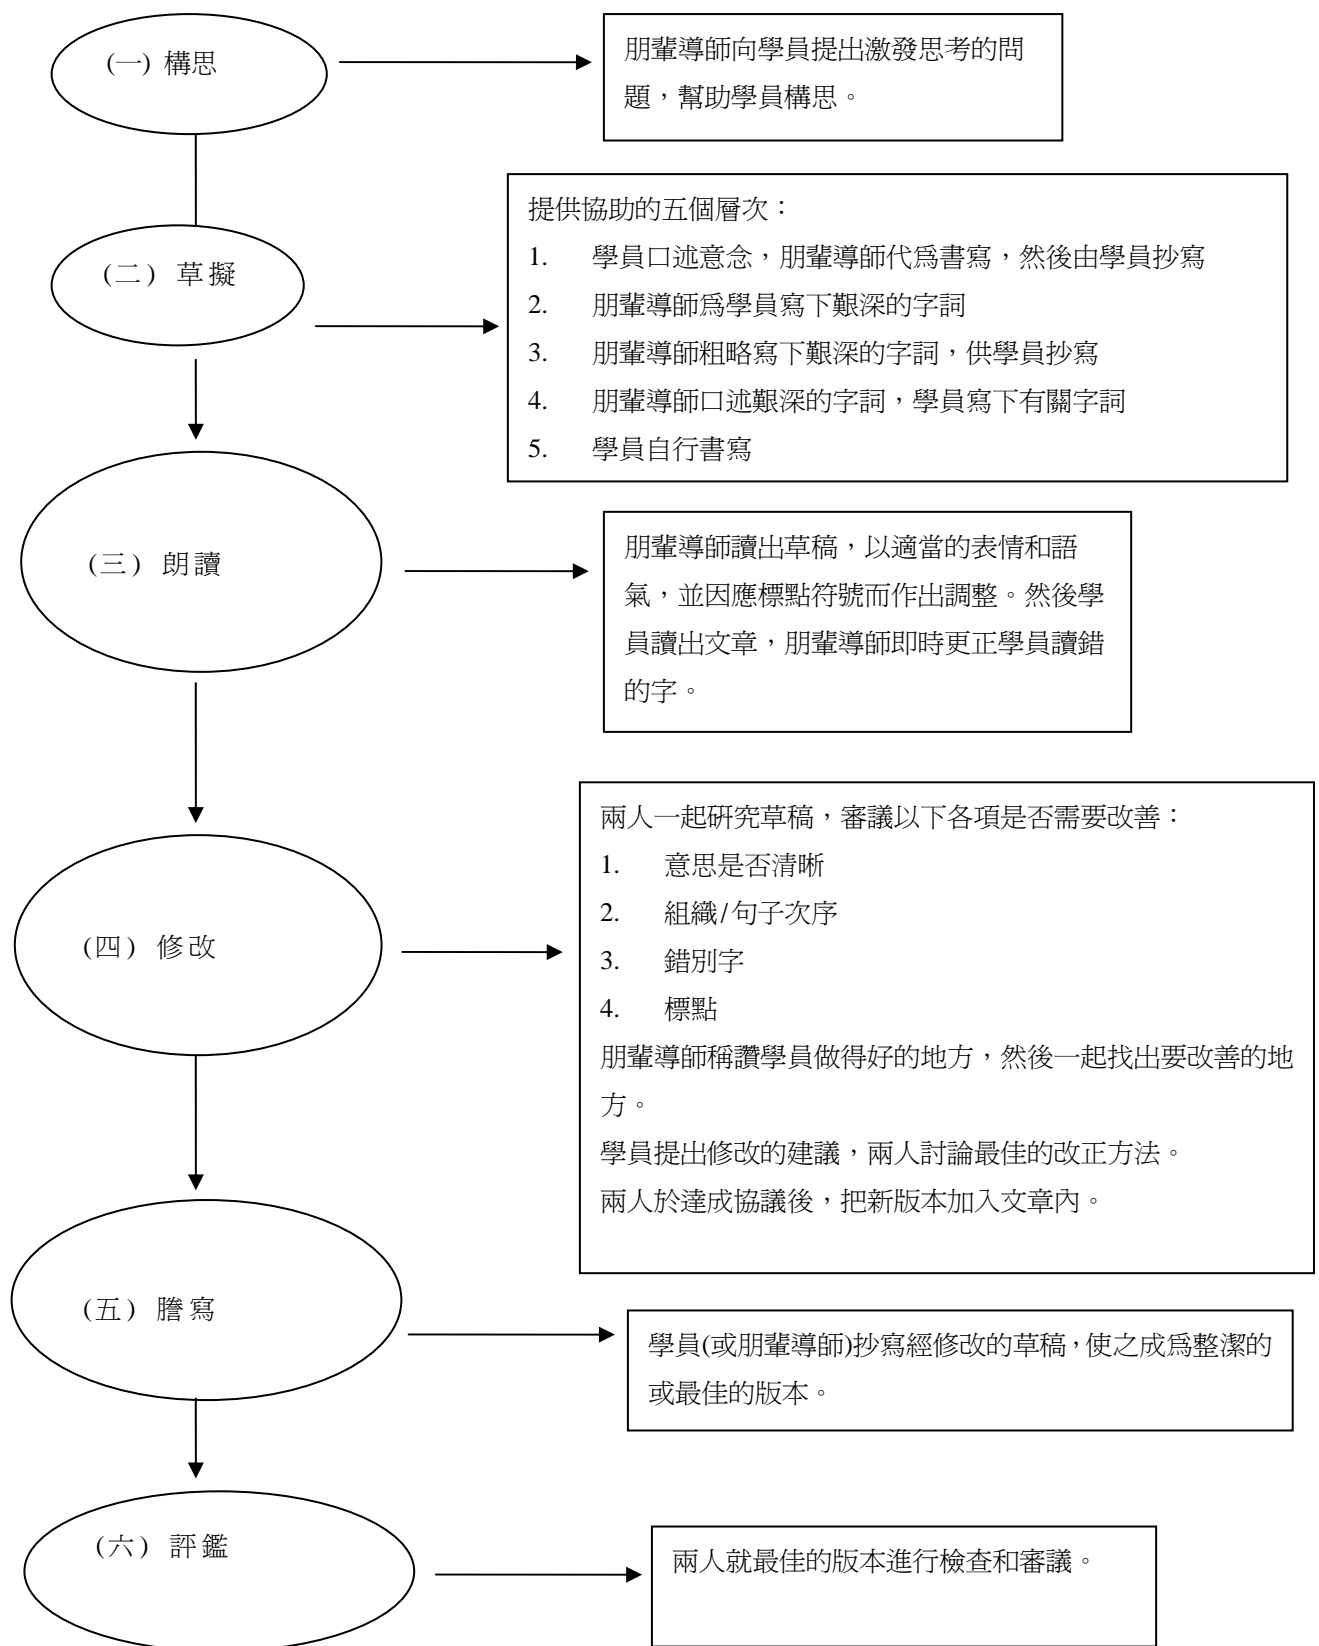 (一) 構思
朋輩導師向學員提出激發思考的問
題，幫助學員構思。
(二) 草擬
提供協助的五個層次：
1. 學員口述意念，朋輩導師代爲書寫，然後由學員抄寫
2. 朋輩導師爲學員寫下艱深的字詞
3. 朋輩導師粗略寫下艱深的字詞，供學員抄寫
4. 朋輩導師口述艱深的字詞，學員寫下有關字詞
5. 學員自行書寫
(三) 朗讀
朋輩導師讀出草稿，以適當的表情和語
氣，並因應標點符號而作出調整。然後學
員讀出文章，朋輩導師即時更正學員讀錯
的字。
(四) 修改
兩人一起研究草稿，審議以下各項是否需要改善：
1. 意思是否清晰
2. 組織/句子次序
3. 錯別字
4. 標點
朋輩導師稱讚學員做得好的地方，然後一起找出要改善的地
方。
學員提出修改的建議，兩人討論最佳的改正方法。
兩人於達成協議後，把新版本加入文章內。
(五) 謄寫
學員(或朋輩導師)抄寫經修改的草稿，使之成爲整潔的
或最佳的版本。
(六) 評鑑
兩人就最佳的版本進行檢查和審議。